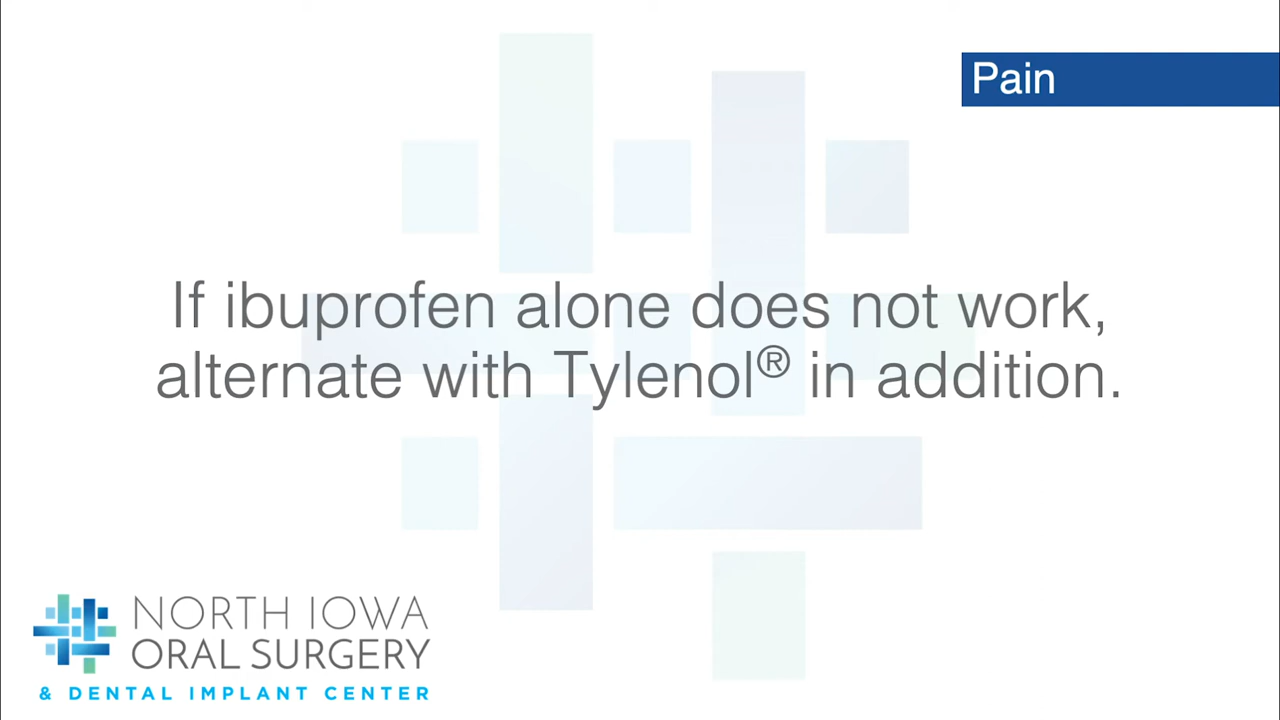 Pain
If ibuprofen alone does not work,
alternate with Tylenol® in addition.
NORTH IOWA
ORAL SURGERY
& DENTAL IMPLANT CENTER